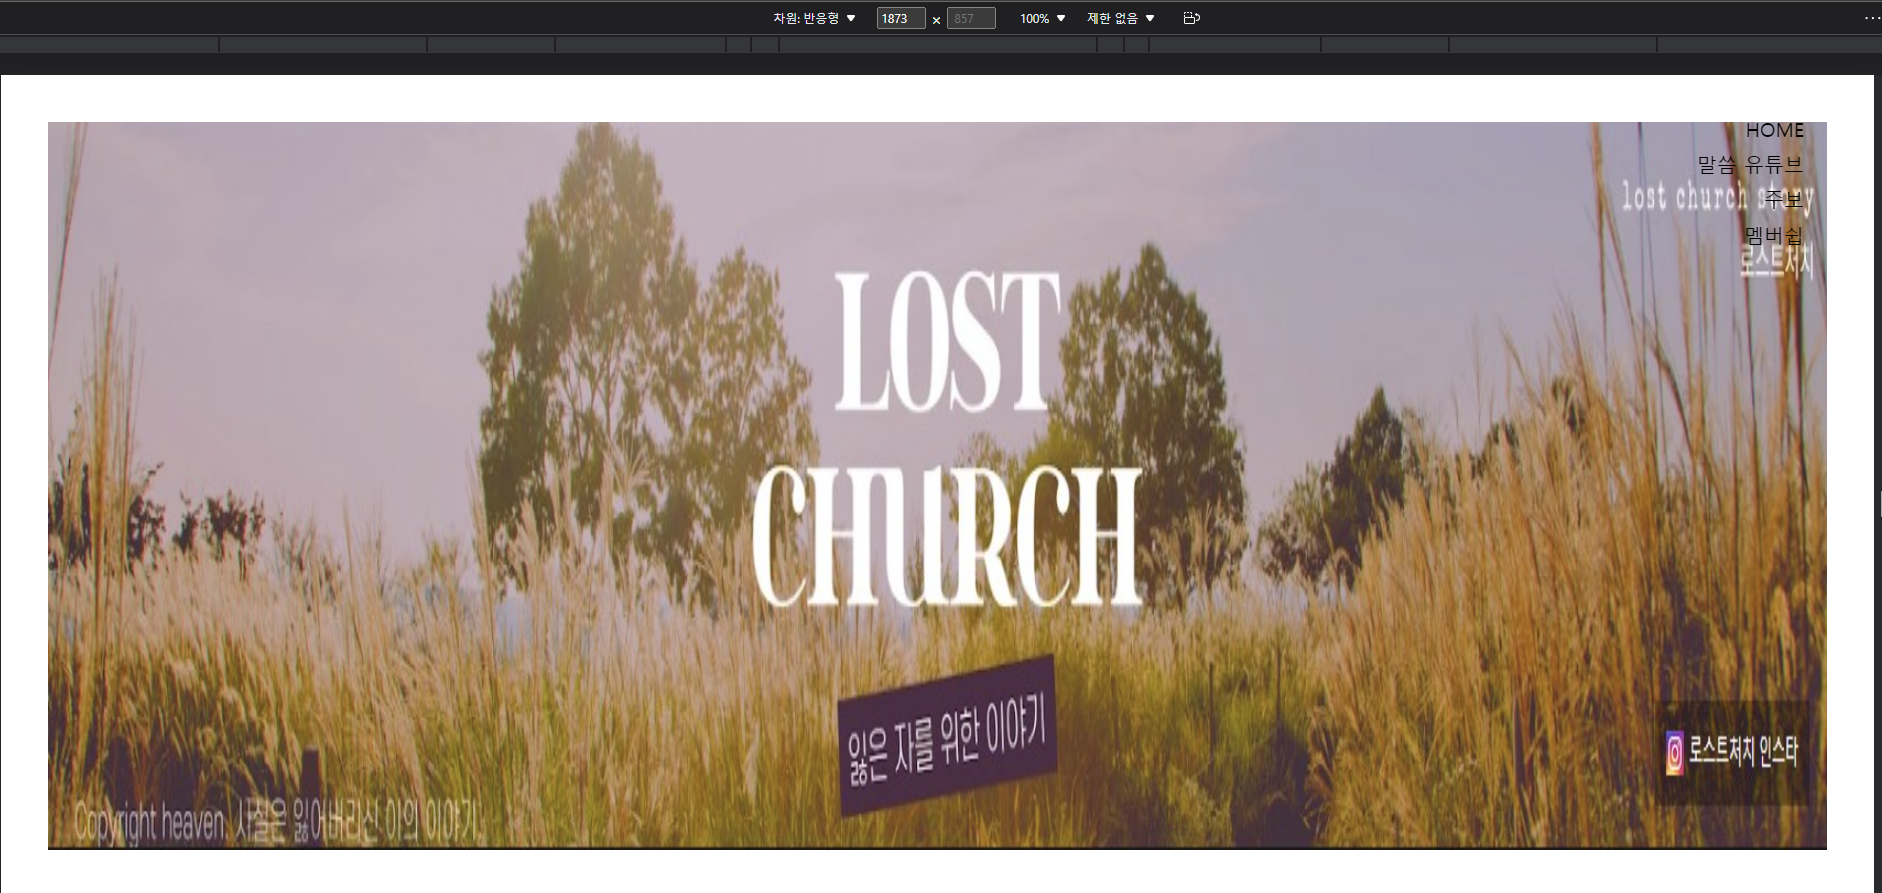 차원: 반응형 ▼ 1873 × 857 100% ▼ 제한 없음 ▼
HOME
말씀 유튜브
lost church story
주보
멤버쉽
로스트처치
LOST
CHURCH
잃은 자를 위한 이야기
로스트처치 인스타
Copyright heaven. 사실은 잃어버리신 이의 이야기.